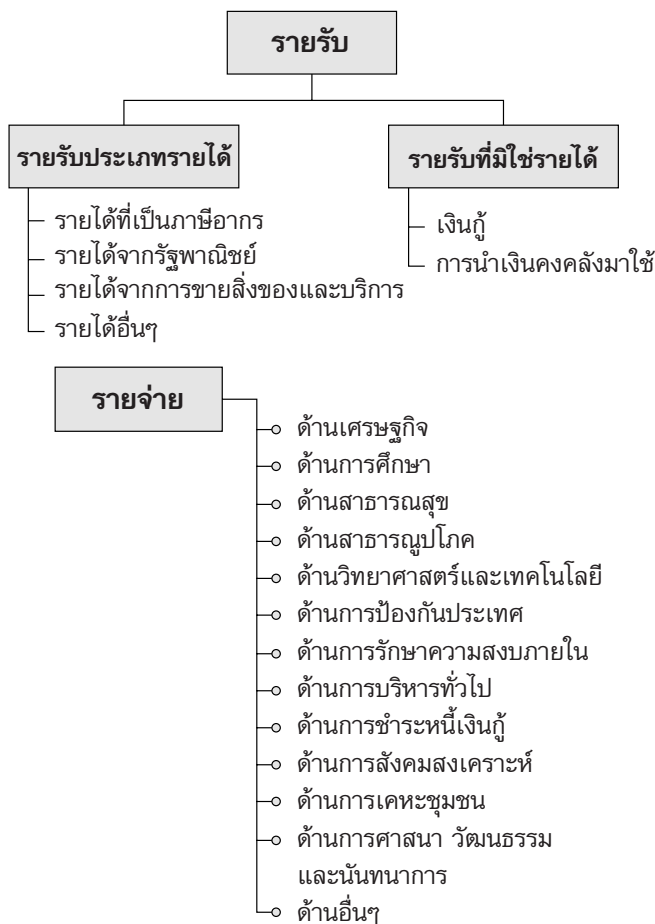 รายรับ
รายรับประเภทรายได้
รายได้ที่เป็นภาษีอากร
รายได้จากรัฐพาณิชย์
รายได้จากการขายสิ่งของและบริการ
รายได้อื่นๆ
รายรับที่มิใช่รายได้
เงินกู้
การนำเงินคงคลังมาใช้
รายจ่าย
ด้านเศรษฐกิจ
ด้านการศึกษา
ด้านสาธารณสุข
ด้านสาธารณูปโภค
ด้านวิทยาศาสตร์และเทคโนโลยี
ด้านการป้องกันประเทศ
ด้านการรักษาความสงบภายใน
ด้านการบริหารทั่วไป
ด้านการชำระหนี้เงินกู้
ด้านการสังคมสงเคราะห์
ด้านการเคหะชุมชน
ด้านการศาสนา วัฒนธรรม
และนันทนาการ
ด้านอื่นๆ